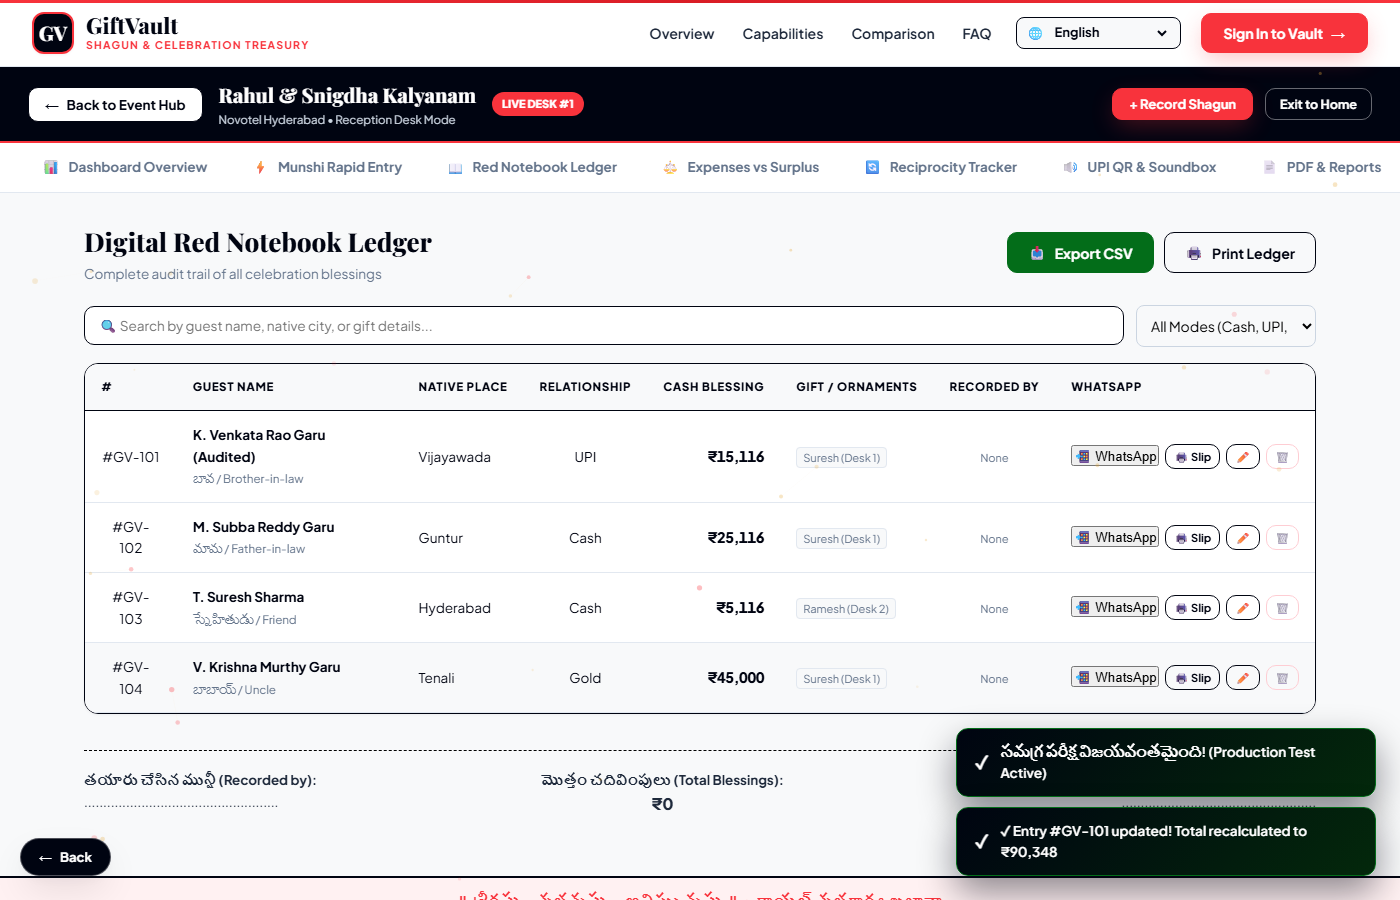 GV
GiftVault
SHAGUN & CELEBRATION TREASURY
Overview
Capabilities
Comparison
FAQ
English
Sign In to Vault →
← Back to Event Hub
Rahul & Snigdha Kalyanam
LIVE DESK #1
Novotel Hyderabad • Reception Desk Mode
+ Record Shagun
Exit to Home
Dashboard Overview
Munshi Rapid Entry
Red Notebook Ledger
Expenses vs Surplus
Reciprocity Tracker
UPI QR & Soundbox
PDF & Reports
Digital Red Notebook Ledger
Complete audit trail of all celebration blessings
Export CSV
Print Ledger
Search by guest name, native city, or gift details...
All Modes (Cash, UPI,
# GUEST NAME NATIVE PLACE RELATIONSHIP CASH BLESSING GIFT / ORNAMENTS RECORDED BY WHATSAPP
K. Venkata Rao Garu
(Audited)
బావ / Brother-in-law
#GV-101 Vijayawada UPI ₹15,116 Suresh (Desk 1) None WhatsApp Slip
M. Subba Reddy Garu
మామ / Father-in-law
#GV-
102
Guntur Cash ₹25,116 Suresh (Desk 1) None WhatsApp Slip
T. Suresh Sharma
స్నేహితుడు / Friend
#GV-
103
Hyderabad Cash ₹5,116 Ramesh (Desk 2) None WhatsApp Slip
V. Krishna Murthy Garu
బాబాయ్ / Uncle
#GV-
104
Tenali Gold ₹45,000 Suresh (Desk 1) None WhatsApp Slip
తయారు చేసిన మున్షీ (Recorded by):
మొత్తం చదివింపులు (Total Blessings):
₹0
✓ సమగ్ర పరీక్ష విజయవంతమైంది! (Production Test
Active)
✓ ✓ Entry #GV-101 updated! Total recalculated to
₹90,348
← Back